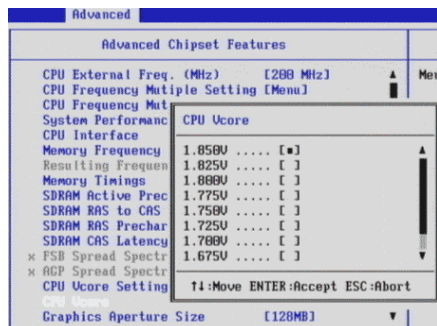 Advanced
Advanced Chipset Features
CPU External Freq. (MHz) [200 MHz]
CPU Frequency Mutiple Setting [Menu]
CPU Frequency Mut
System Performanc
CPU Interface
Memory Frequency
Resulting Frequen
Memory Timings
SDRAM Active Prec
SDRAM RAS to CAS
SDRAM RAS Prechar
SDRAM CAS Latency
x FSB Spread Spectr
x AGP Spread Spectr
CPU Vcore Setting
CPU Vcore
Graphics Aperture Size [128MB]
Men
CPU Vcore
1.850V ..... [■]
1.825V ..... [ ]
1.800V ..... [ ]
1.775V ..... [ ]
1.750V ..... [ ]
1.725V ..... [ ]
1.700V ..... [ ]
1.675V ..... [ ]
↑↓:Move ENTER:Accept ESC:Abort